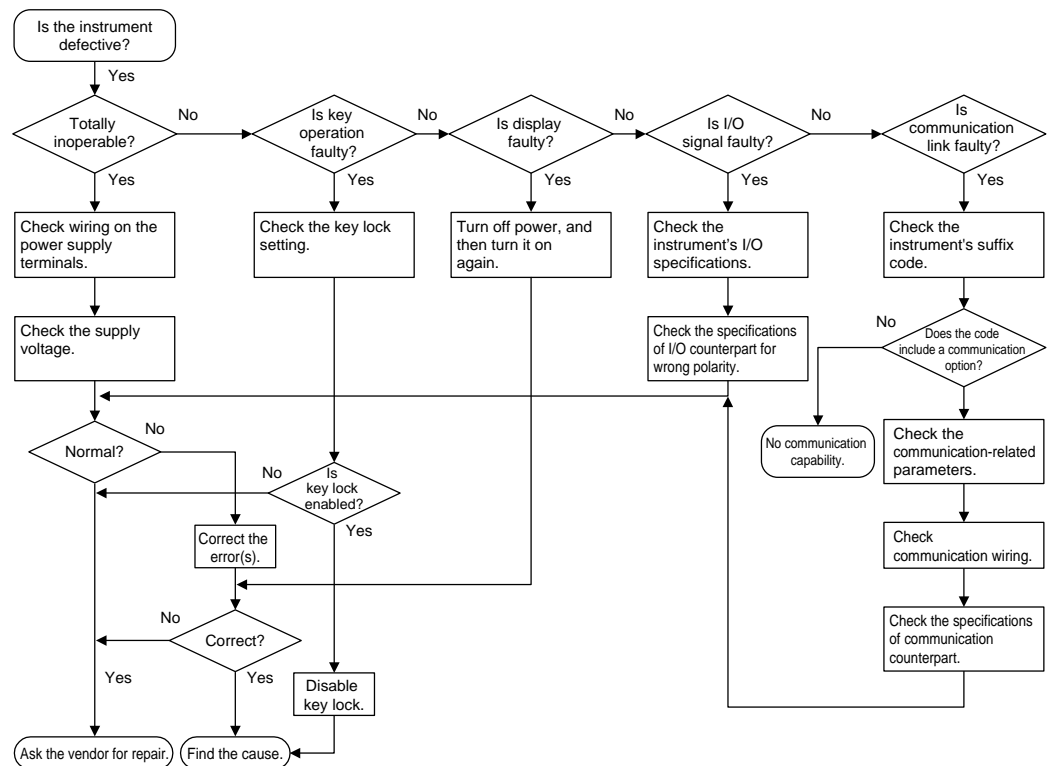 Is the instrument
defective?
Yes
No
No
No
No
Totally
inoperable?
Is key
operation
faulty?
Is display
faulty?
Is I/O
signal faulty?
Is
communication
link faulty?
Yes
Yes
Yes
Yes
Yes
Check wiring on the
power supply
terminals.
Check the key lock
setting.
Turn off power, and
then turn it on
again.
Check the
instrument's I/O
specifications.
Check the
instrument's suffix
code.
Check the supply
voltage.
Check the specifications
of I/O counterpart for
wrong polarity.
No
Does the code
include a communication
option?
Yes
No
Normal?
No communication
capability.
Check the
communication-related
parameters.
No
Is
key lock
enabled?
Yes
Correct the
error(s).
Check
communication wiring.
No
Correct?
Check the specifications
of communication
counterpart.
Yes
Yes
Disable
key lock.
Ask the vendor for repair.
Find the cause.